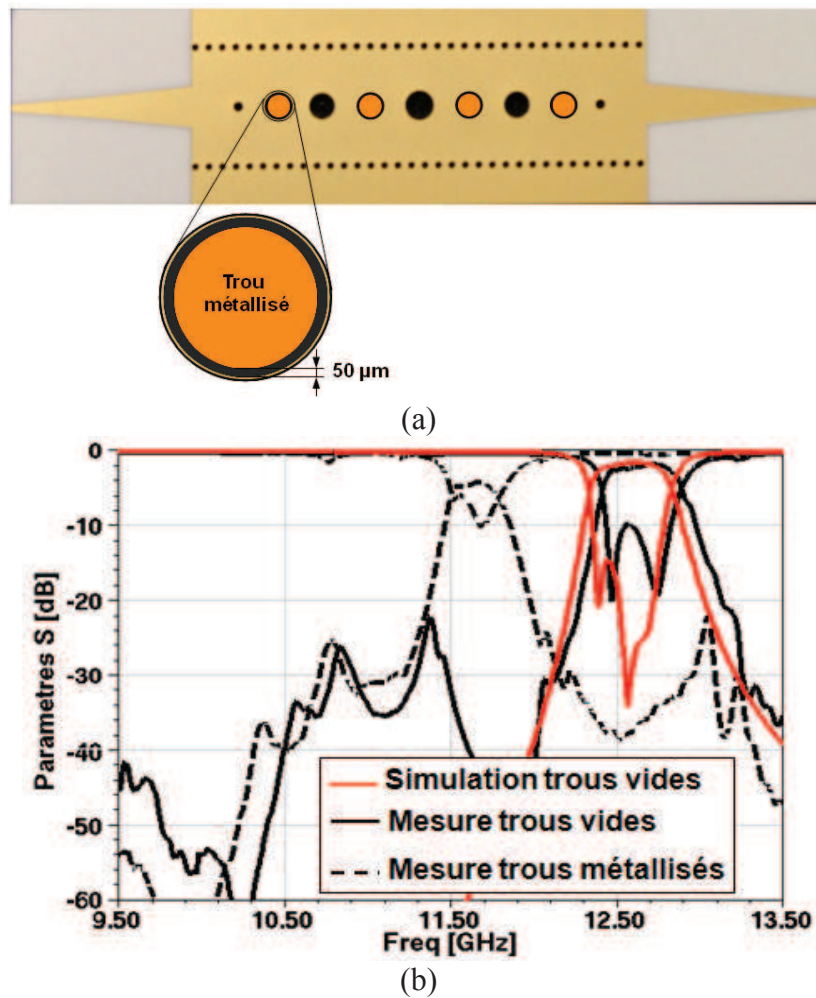 Trou
métallisé
50 µm
(a)
0
-10
-20
-30
-40
-50
-60
Parametres S [dB]
Simulation trous vides
Mesure trous vides
Mesure trous métallisés
9.50 10.50 11.50 12.50 13.50
Freq [GHz]
(b)